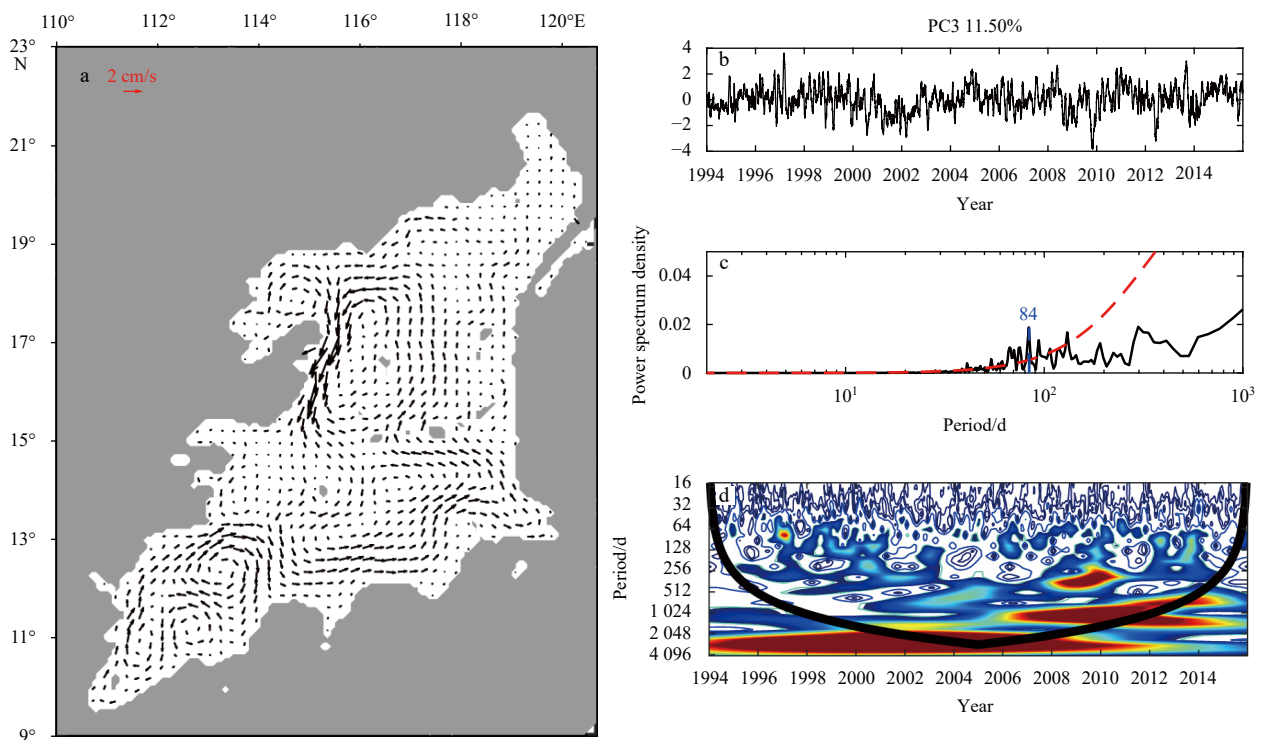 110° 112° 114° 116° 118° 120°E
23°
N
21°
19°
17°
15°
13°
11°
9°
a 2 cm/s
PC3 11.50%
b
4
2
0
−2
−4
1994 1996 1998 2000 2002 2004 2006 2008 2010 2012 2014
Year
c
Power spectrum density
0.04
0.02
0
84
10¹ 10² 10³
Period/d
d
Period/d
16
32
64
128
256
512
1 024
2 048
4 096
1994 1996 1998 2000 2002 2004 2006 2008 2010 2012 2014
Year